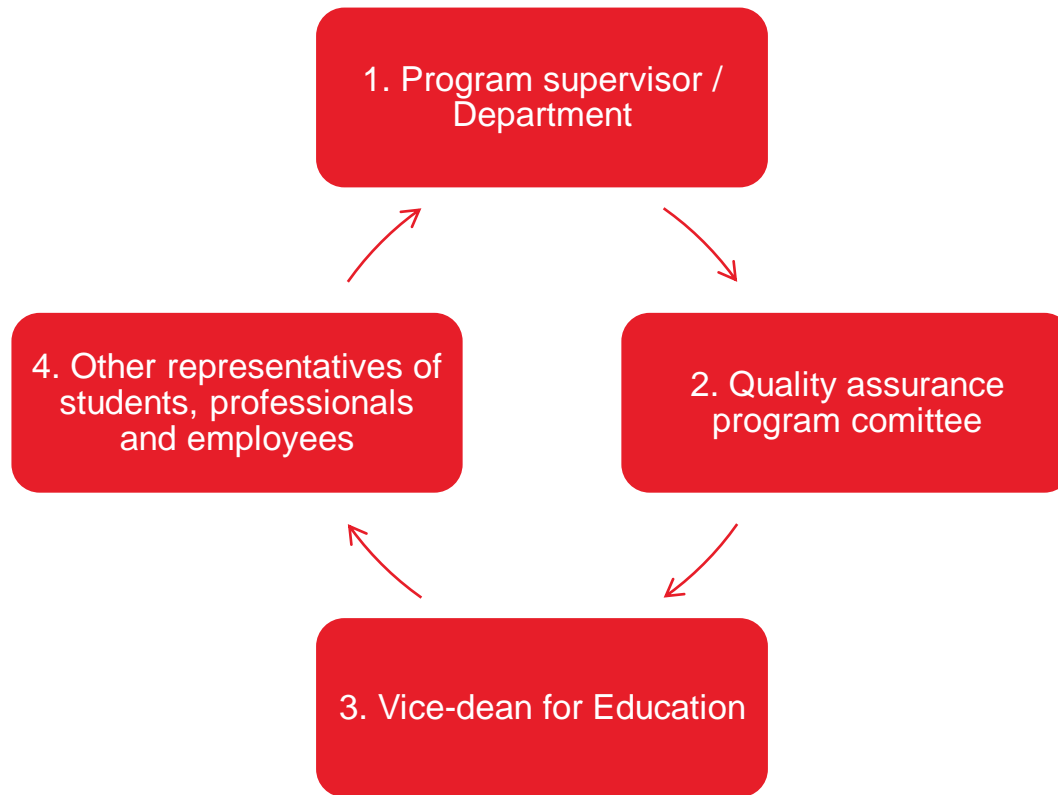 1. Program supervisor /
Department
2. Quality assurance
program comittee
3. Vice-dean for Education
4. Other representatives of
students, professionals
and employees